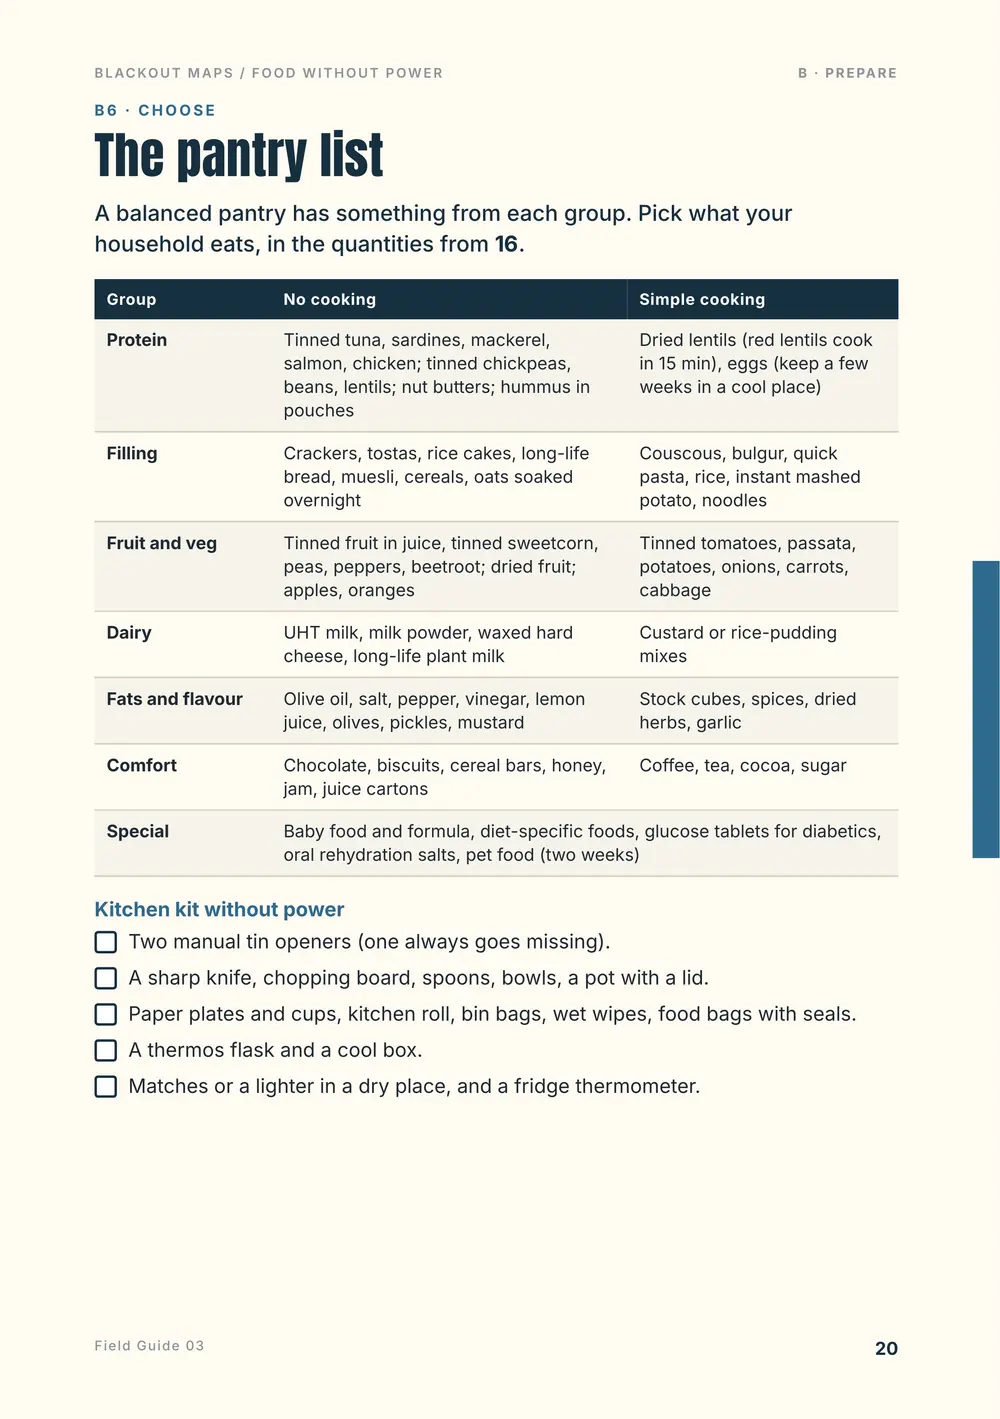 BLACKOUT MAPS / FOOD WITHOUT POWER
B · PREPARE
B6 · CHOOSE
The pantry list
A balanced pantry has something from each group. Pick what your
household eats, in the quantities from 16.
Group No cooking Simple cooking
Protein
Tinned tuna, sardines, mackerel,
salmon, chicken; tinned chickpeas,
beans, lentils; nut butters; hummus in
pouches
Dried lentils (red lentils cook
in 15 min), eggs (keep a few
weeks in a cool place)
Filling
Crackers, tostas, rice cakes, long-life
bread, muesli, cereals, oats soaked
overnight
Couscous, bulgur, quick
pasta, rice, instant mashed
potato, noodles
Fruit and veg
Tinned fruit in juice, tinned sweetcorn,
peas, peppers, beetroot; dried fruit;
apples, oranges
Tinned tomatoes, passata,
potatoes, onions, carrots,
cabbage
Dairy
UHT milk, milk powder, waxed hard
cheese, long-life plant milk
Custard or rice-pudding
mixes
Fats and flavour
Olive oil, salt, pepper, vinegar, lemon
juice, olives, pickles, mustard
Stock cubes, spices, dried
herbs, garlic
Comfort
Chocolate, biscuits, cereal bars, honey,
jam, juice cartons
Coffee, tea, cocoa, sugar
Special
Baby food and formula, diet-specific foods, glucose tablets for diabetics,
oral rehydration salts, pet food (two weeks)
Kitchen kit without power
Two manual tin openers (one always goes missing).
A sharp knife, chopping board, spoons, bowls, a pot with a lid.
Paper plates and cups, kitchen roll, bin bags, wet wipes, food bags with seals.
A thermos flask and a cool box.
Matches or a lighter in a dry place, and a fridge thermometer.
Field Guide 03
20